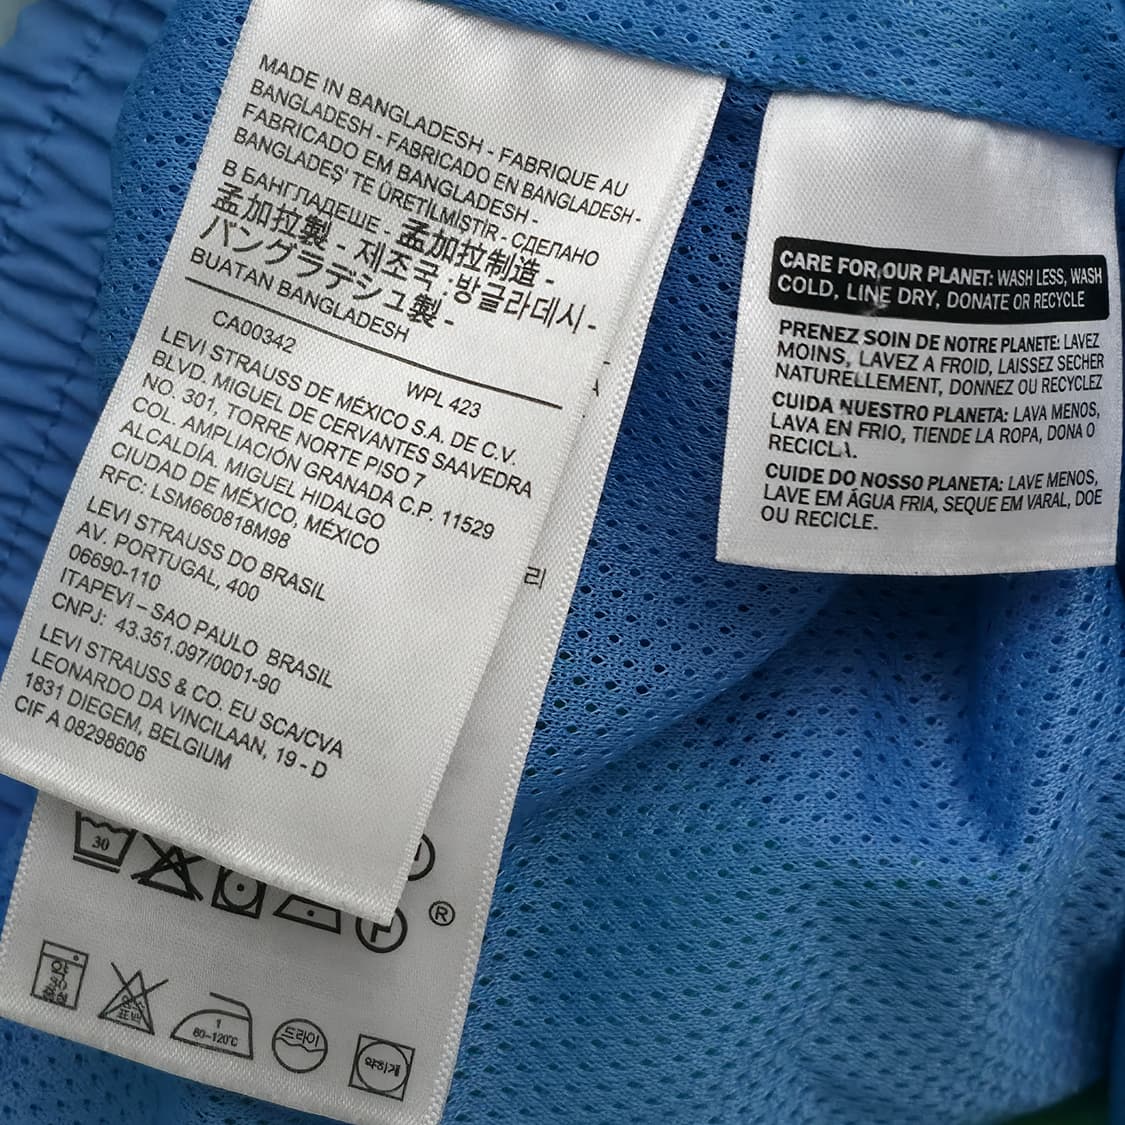 MADE IN BANGLADESH - FABRIQUE AU
BANGLADESH - FABRICADO EN BANGLADESH -
FABRICADO EM BANGLADESH -
BANGLADEŞ' TE ÜRETİLMİSTİR - СДЕЛАНО
В БАНГЛАДЕШЕ - 孟加拉制造 -
孟加拉製 - 제조국 :방글라데시 -
バングラデシュ製 -
BUATAN BANGLADESH
CA00342
WPL 423
LEVI STRAUSS DE MÉXICO S.A. DE C.V.
BLVD. MIGUEL DE CERVANTES SAAVEDRA
NO. 301, TORRE NORTE PISO 7
COL. AMPLIACIÓN GRANADA C.P. 11529
ALCALDÍA. MIGUEL HIDALGO
CIUDAD DE MÉXICO, MÉXICO
RFC: LSM660818M98
LEVI STRAUSS DO BRASIL
AV. PORTUGAL, 400
06690-110
ITAPEVI – SAO PAULO BRASIL
CNPJ: 43.351.097/0001-90
LEVI STRAUSS & CO. EU SCA/CVA
LEONARDO DA VINCILAAN, 19 - D
1831 DIEGEM, BELGIUM
CIF A 08298606
리
30
P
®
1
80~120℃
드라이
약하게
CARE FOR OUR PLANET: WASH LESS, WASH
COLD, LINE DRY, DONATE OR RECYCLE
PRENEZ SOIN DE NOTRE PLANETE: LAVEZ
MOINS, LAVEZ A FROID, LAISSEZ SECHER
NATURELLEMENT, DONNEZ OU RECYCLEZ
CUIDA NUESTRO PLANETA: LAVA MENOS,
LAVA EN FRIO, TIENDE LA ROPA, DONA O
RECICLA.
CUIDE DO NOSSO PLANETA: LAVE MENOS,
LAVE EM ÁGUA FRIA, SEQUE EM VARAL, DOE
OU RECICLE.